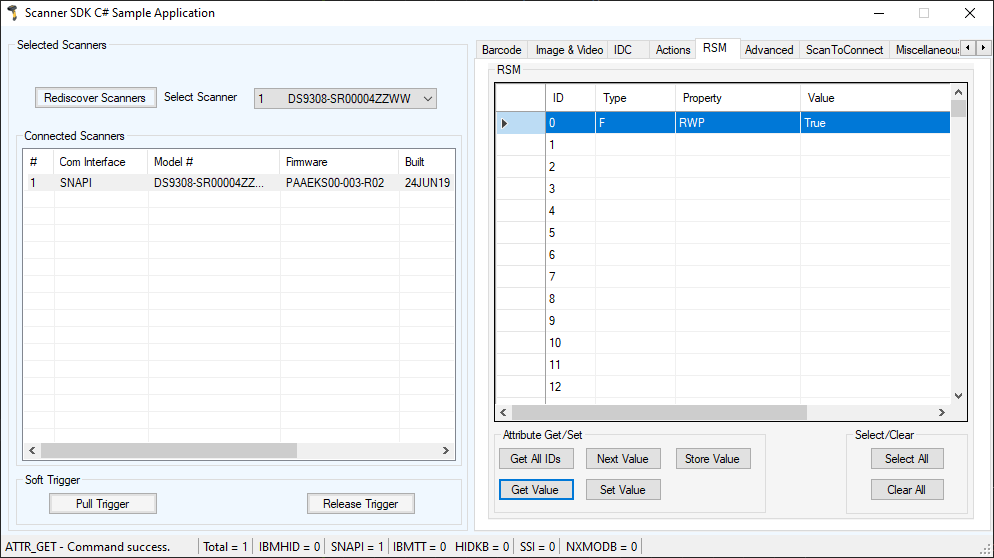 Scanner SDK C# Sample Application
Selected Scanners
Rediscover Scanners Select Scanner 1 DS9308-SR00004ZZWW
Connected Scanners
# Com Interface Model # Firmware Built
1 SNAPI DS9308-SR00004ZZ... PAAEKS00-003-R02 24JUN19
Soft Trigger
Pull Trigger Release Trigger
Barcode Image & Video IDC Actions RSM Advanced ScanToConnect Miscellaneous
RSM
ID Type Property Value
0 F RWP True
1
2
3
4
5
6
7
8
9
10
11
12
Attribute Get/Set
Get All IDs Next Value Store Value
Get Value Set Value
Select/Clear
Select All
Clear All
ATTR_GET - Command success. Total = 1 IBMHID = 0 SNAPI = 1 IBMTT = 0 HIDKB = 0 SSI = 0 NXMODB = 0